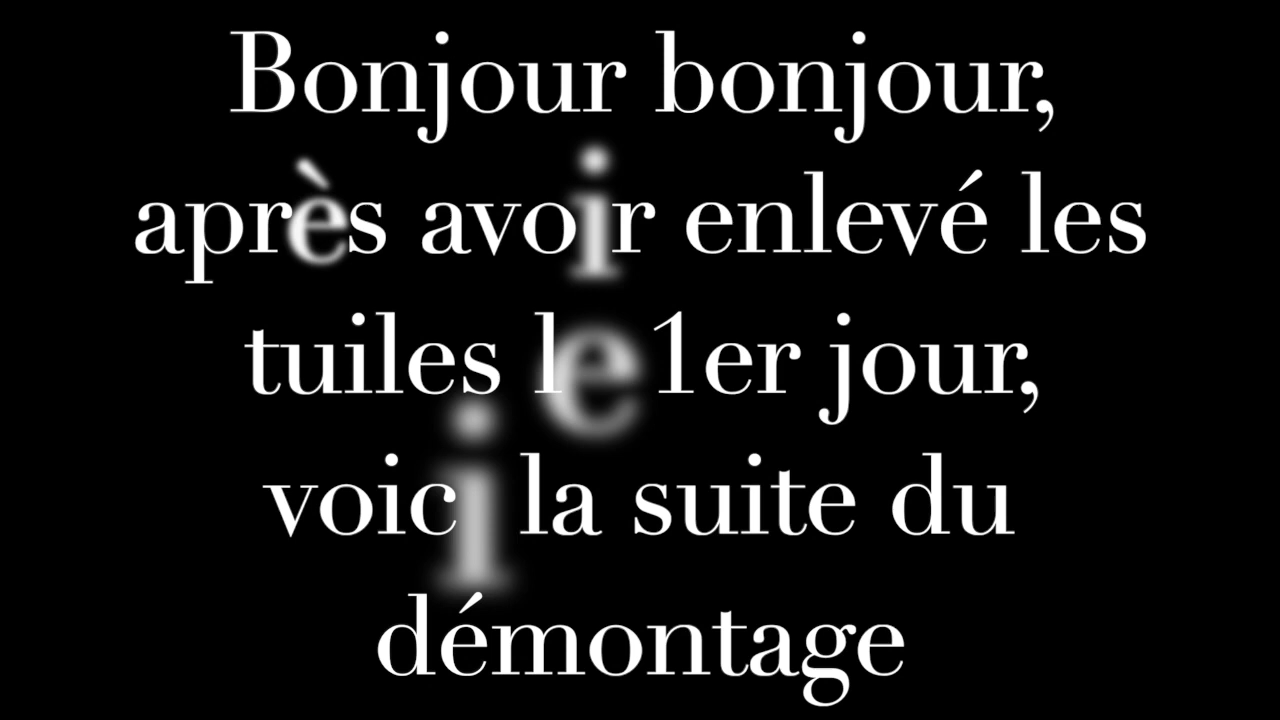 Bonjour bonjour,
après avoir enlevé les
tuiles le 1er jour,
voici la suite du
démontage